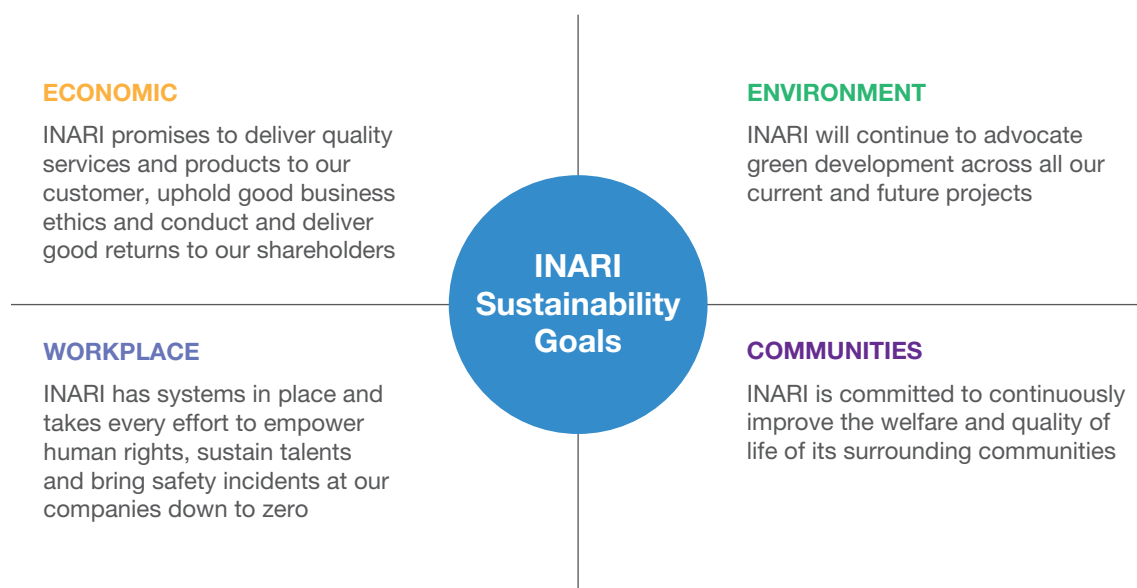 ECONOMIC
INARI promises to deliver quality
services and products to our
customer, uphold good business
ethics and conduct and deliver
good returns to our shareholders
ENVIRONMENT
INARI will continue to advocate
green development across all our
current and future projects
INARI
Sustainability
Goals
WORKPLACE
INARI has systems in place and
takes every effort to empower
human rights, sustain talents
and bring safety incidents at our
companies down to zero
COMMUNITIES
INARI is committed to continuously
improve the welfare and quality of
life of its surrounding communities